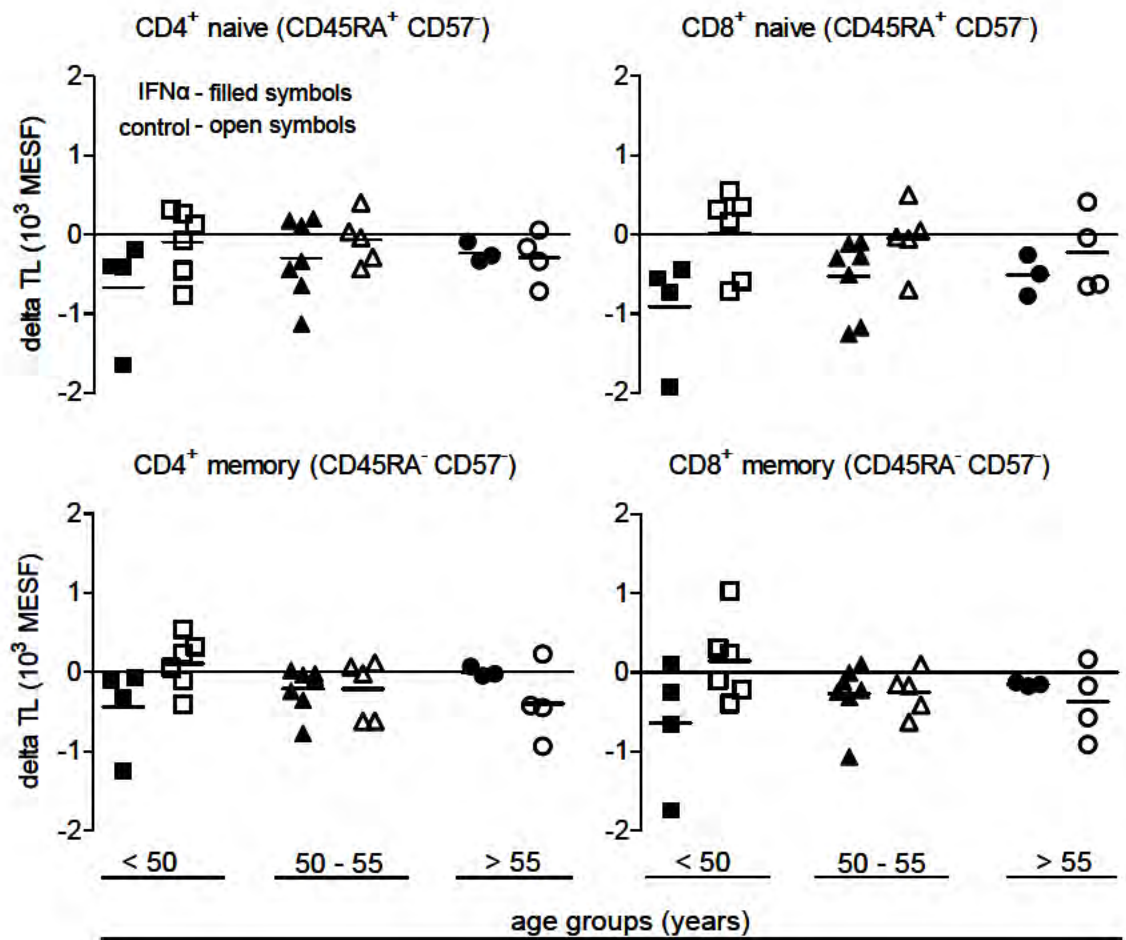 CD4⁺ naive (CD45RA⁺ CD57⁻)
CD8⁺ naive (CD45RA⁺ CD57⁻)
delta TL (10³ MESF)
2
1
0
-1
-2
IFNα - filled symbols
control - open symbols
2
1
0
-1
-2
CD4⁺ memory (CD45RA⁻ CD57⁻)
CD8⁺ memory (CD45RA⁻ CD57⁻)
delta TL (10³ MESF)
2
1
0
-1
-2
2
1
0
-1
-2
< 50 50 - 55 > 55
< 50 50 - 55 > 55
age groups (years)